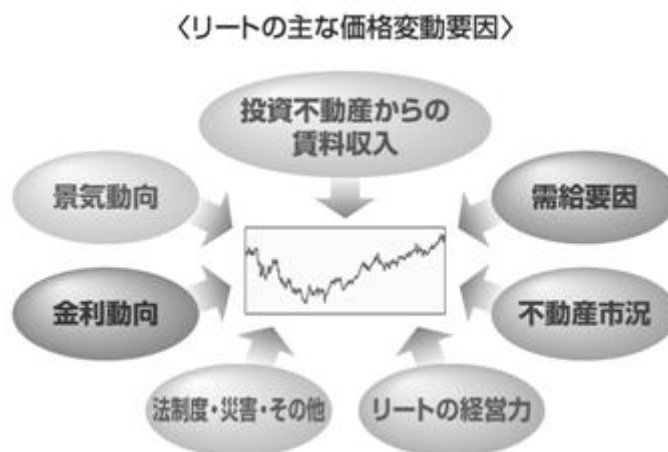 〈リートの主な価格変動要因〉
投資不動産からの
賃料収入
景気動向
需給要因
金利動向
不動産市況
法制度・災害・その他
リートの経営力